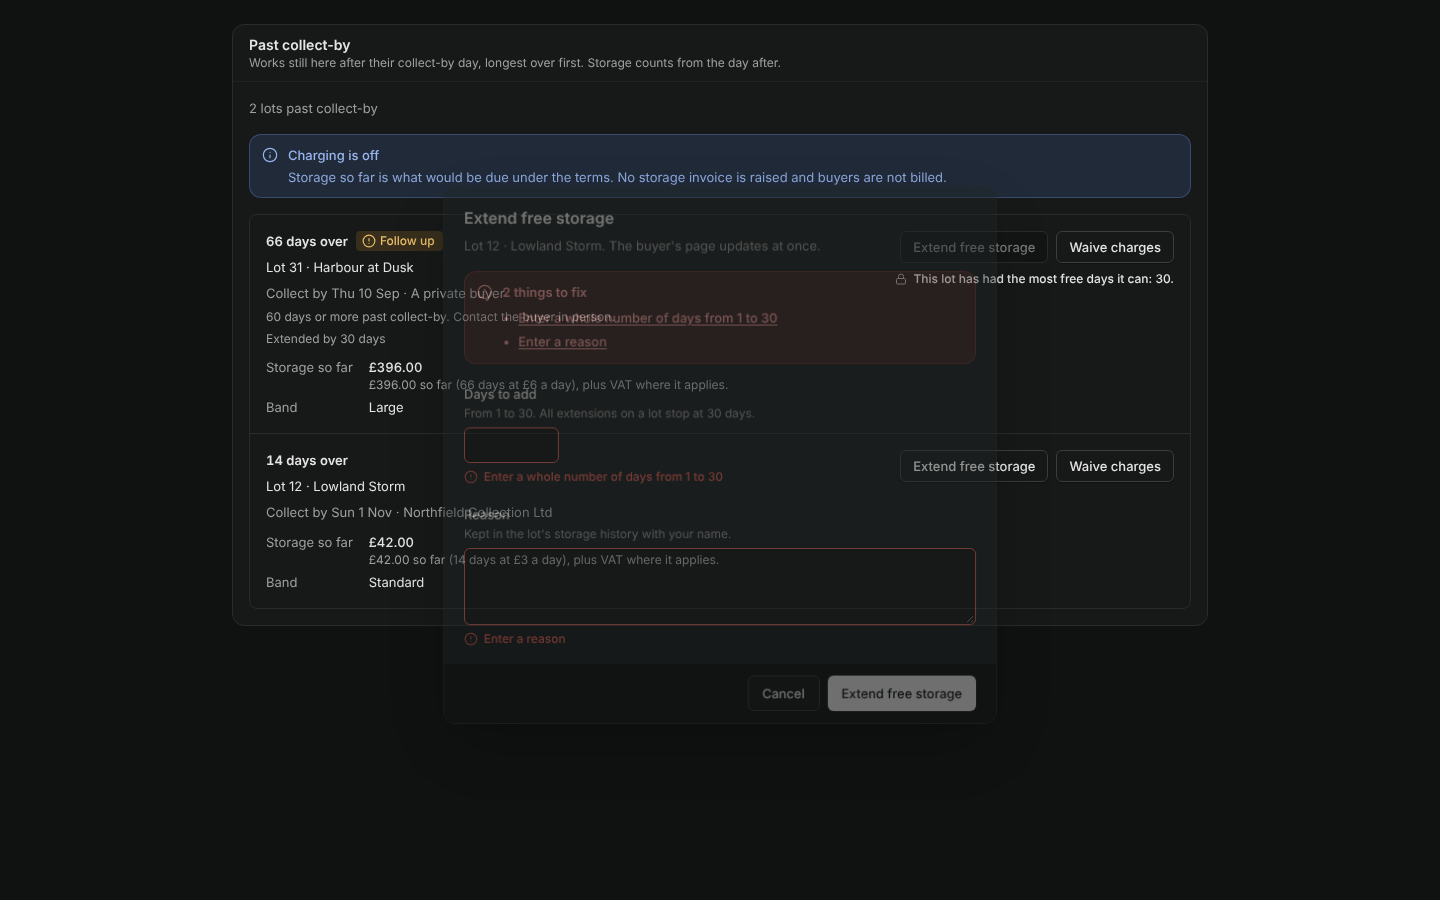 Past collect-by
Works still here after their collect-by day, longest over first. Storage counts from the day after.
2 lots past collect-by
Charging is off
Storage so far is what would be due under the terms. No storage invoice is raised and buyers are not billed.
66 days over
Follow up
Extend free storage
Waive charges
This lot has had the most free days it can: 30.
Lot 31 · Harbour at Dusk
Collect by Thu 10 Sep · A private buyer
60 days or more past collect-by. Contact the buyer in person.
Extended by 30 days
Storage so far
£396.00
£396.00 so far (66 days at £6 a day), plus VAT where it applies.
Band
Large
14 days over
Extend free storage
Waive charges
Lot 12 · Lowland Storm
Collect by Sun 1 Nov · Northfield Collection Ltd
Storage so far
£42.00
£42.00 so far (14 days at £3 a day), plus VAT where it applies.
Band
Standard
Extend free storage
Lot 12 · Lowland Storm. The buyer's page updates at once.
2 things to fix
Enter a whole number of days from 1 to 30
Enter a reason
Days to add
From 1 to 30. All extensions on a lot stop at 30 days.
Enter a whole number of days from 1 to 30
Reason
Kept in the lot's storage history with your name.
Enter a reason
Cancel
Extend free storage